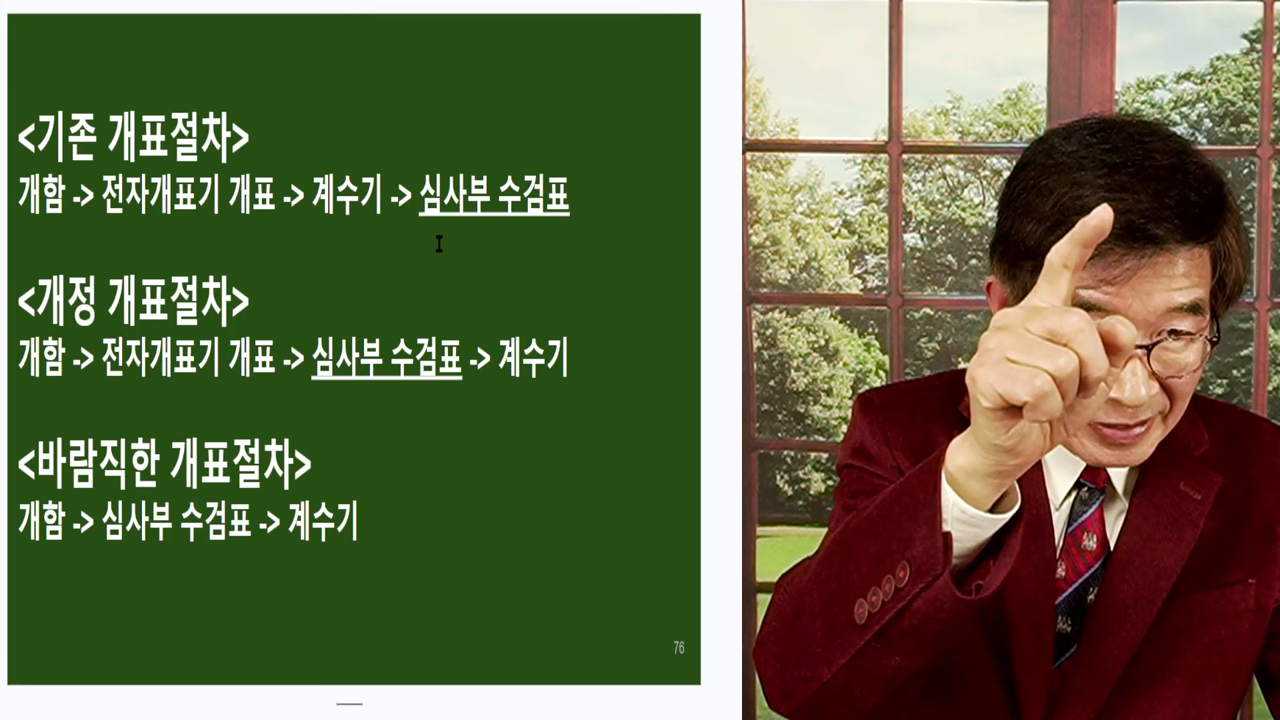 <기존 개표절차>
개함 -> 전자개표기 개표 -> 계수기 -> 심사부 수검표
<개정 개표절차>
개함 -> 전자개표기 개표 -> 심사부 수검표 -> 계수기
<바람직한 개표절차>
개함 -> 심사부 수검표 -> 계수기
76